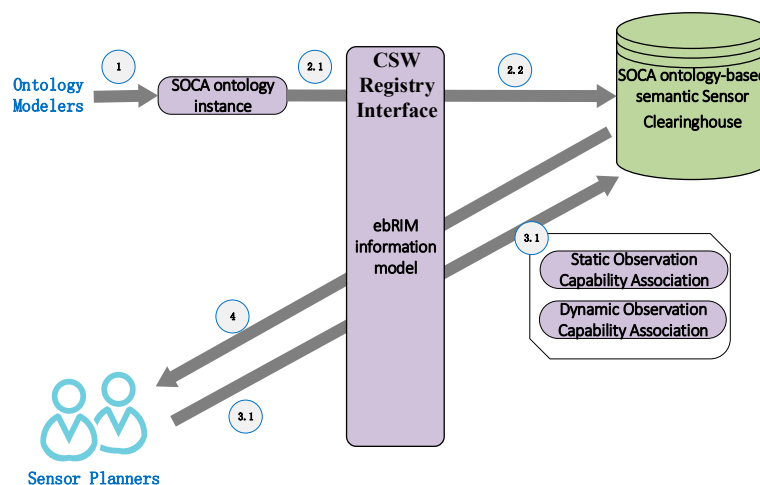 1
2.1
2.2
Ontology
Modelers
SOCA ontology
instance
CSW
Registry
Interface
SOCA ontology-based
semantic Sensor
Clearinghouse
ebRIM
information
model
3.1
Static Observation
Capability Association
Dynamic Observation
Capability Association
4
3.1
Sensor Planners